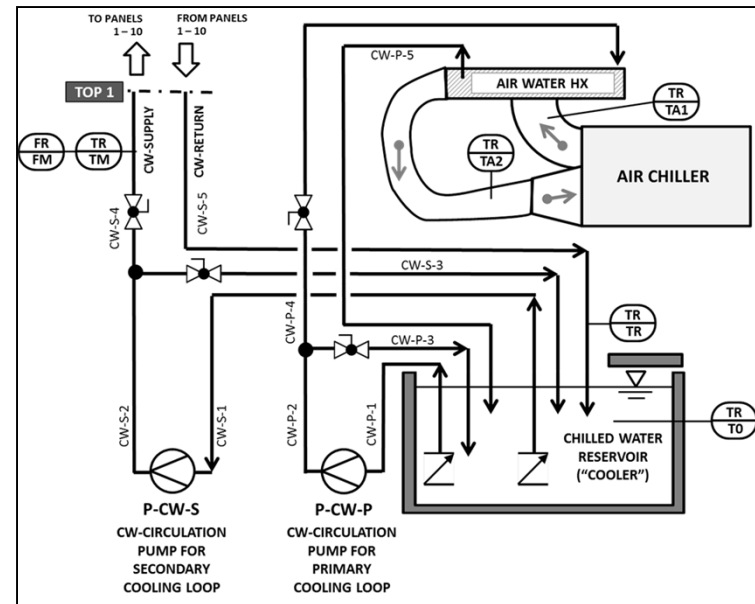 TO PANELS
1 – 10
FROM PANELS
1 – 10
CW-P-5
AIR WATER HX
TOP 1
TR
TA1
FR
FM
TR
TM
CW-SUPPLY
CW-RETURN
TR
TA2
AIR CHILLER
CW-S-4
CW-S-5
CW-S-3
CW-P-4
TR
TR
CW-P-3
CW-S-2
CW-S-1
CW-P-2
CW-P-1
TR
T0
CHILLED WATER
RESERVOIR
(“COOLER”)
P-CW-S
CW-CIRCULATION
PUMP FOR
SECONDARY
COOLING LOOP
P-CW-P
CW-CIRCULATION
PUMP FOR
PRIMARY
COOLING LOOP